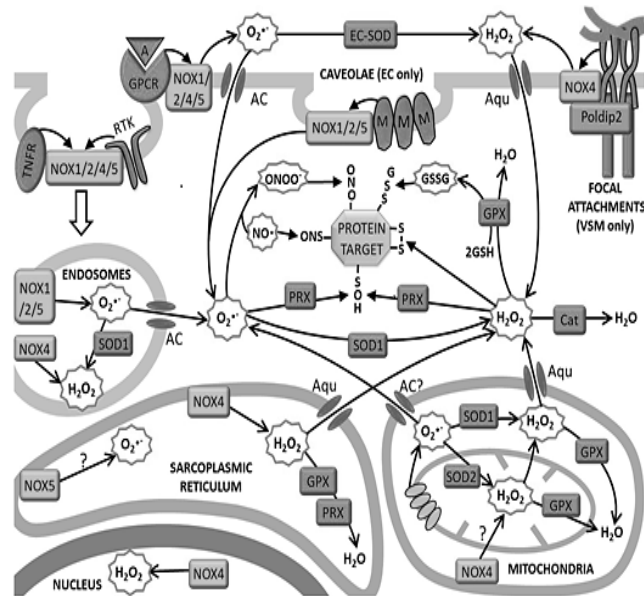 A
GPCR
NOX1/
2/4/5
O₂•-
EC-SOD
H₂O₂
AC
CAVEOLAE (EC only)
Aqu
NOX4
Poldip2
NOX1/2/5
M M M
TNFR
NOX1/2/4/5
RTK
FOCAL
ATTACHMENTS
(VSM only)
ONOO-
O
N
O
G
S
S
GSSG
H₂O
GPX
2GSH
NO•
ONS
PROTEIN
TARGET
S
S
S
O
H
ENDOSOMES
NOX1
/2/5
O₂•-
SOD1
NOX4
H₂O₂
AC
O₂•-
PRX
PRX
H₂O₂
Cat
H₂O
SOD1
Aqu
AC?
Aqu
NOX4
H₂O₂
GPX
PRX
H₂O
NOX5
?
O₂•-
SARCOPLASMIC
RETICULUM
O₂•-
SOD1
H₂O₂
SOD2
H₂O₂
GPX
GPX
H₂O
?
NOX4
MITOCHONDRIA
NUCLEUS
H₂O₂
NOX4